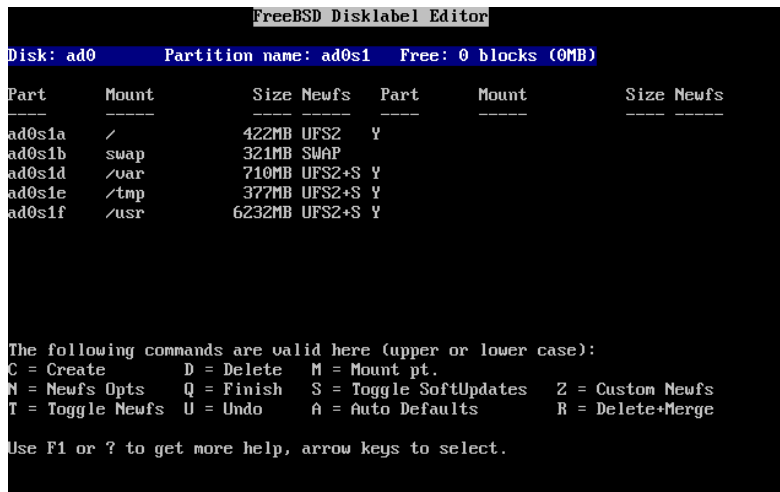 FreeBSD Disklabel Editor
Disk: ad0 Partition name: ad0s1 Free: 0 blocks (0MB)
Part Mount Size Newfs Part Mount Size Newfs
---- ----- ---- ----- ---- ----- ---- -----
ad0s1a / 422MB UFS2 Y
ad0s1b swap 321MB SWAP
ad0s1d /var 710MB UFS2+S Y
ad0s1e /tmp 377MB UFS2+S Y
ad0s1f /usr 6232MB UFS2+S Y
The following commands are valid here (upper or lower case):
C = Create D = Delete M = Mount pt.
N = Newfs Opts Q = Finish S = Toggle SoftUpdates Z = Custom Newfs
T = Toggle Newfs U = Undo A = Auto Defaults R = Delete+Merge
Use F1 or ? to get more help, arrow keys to select.